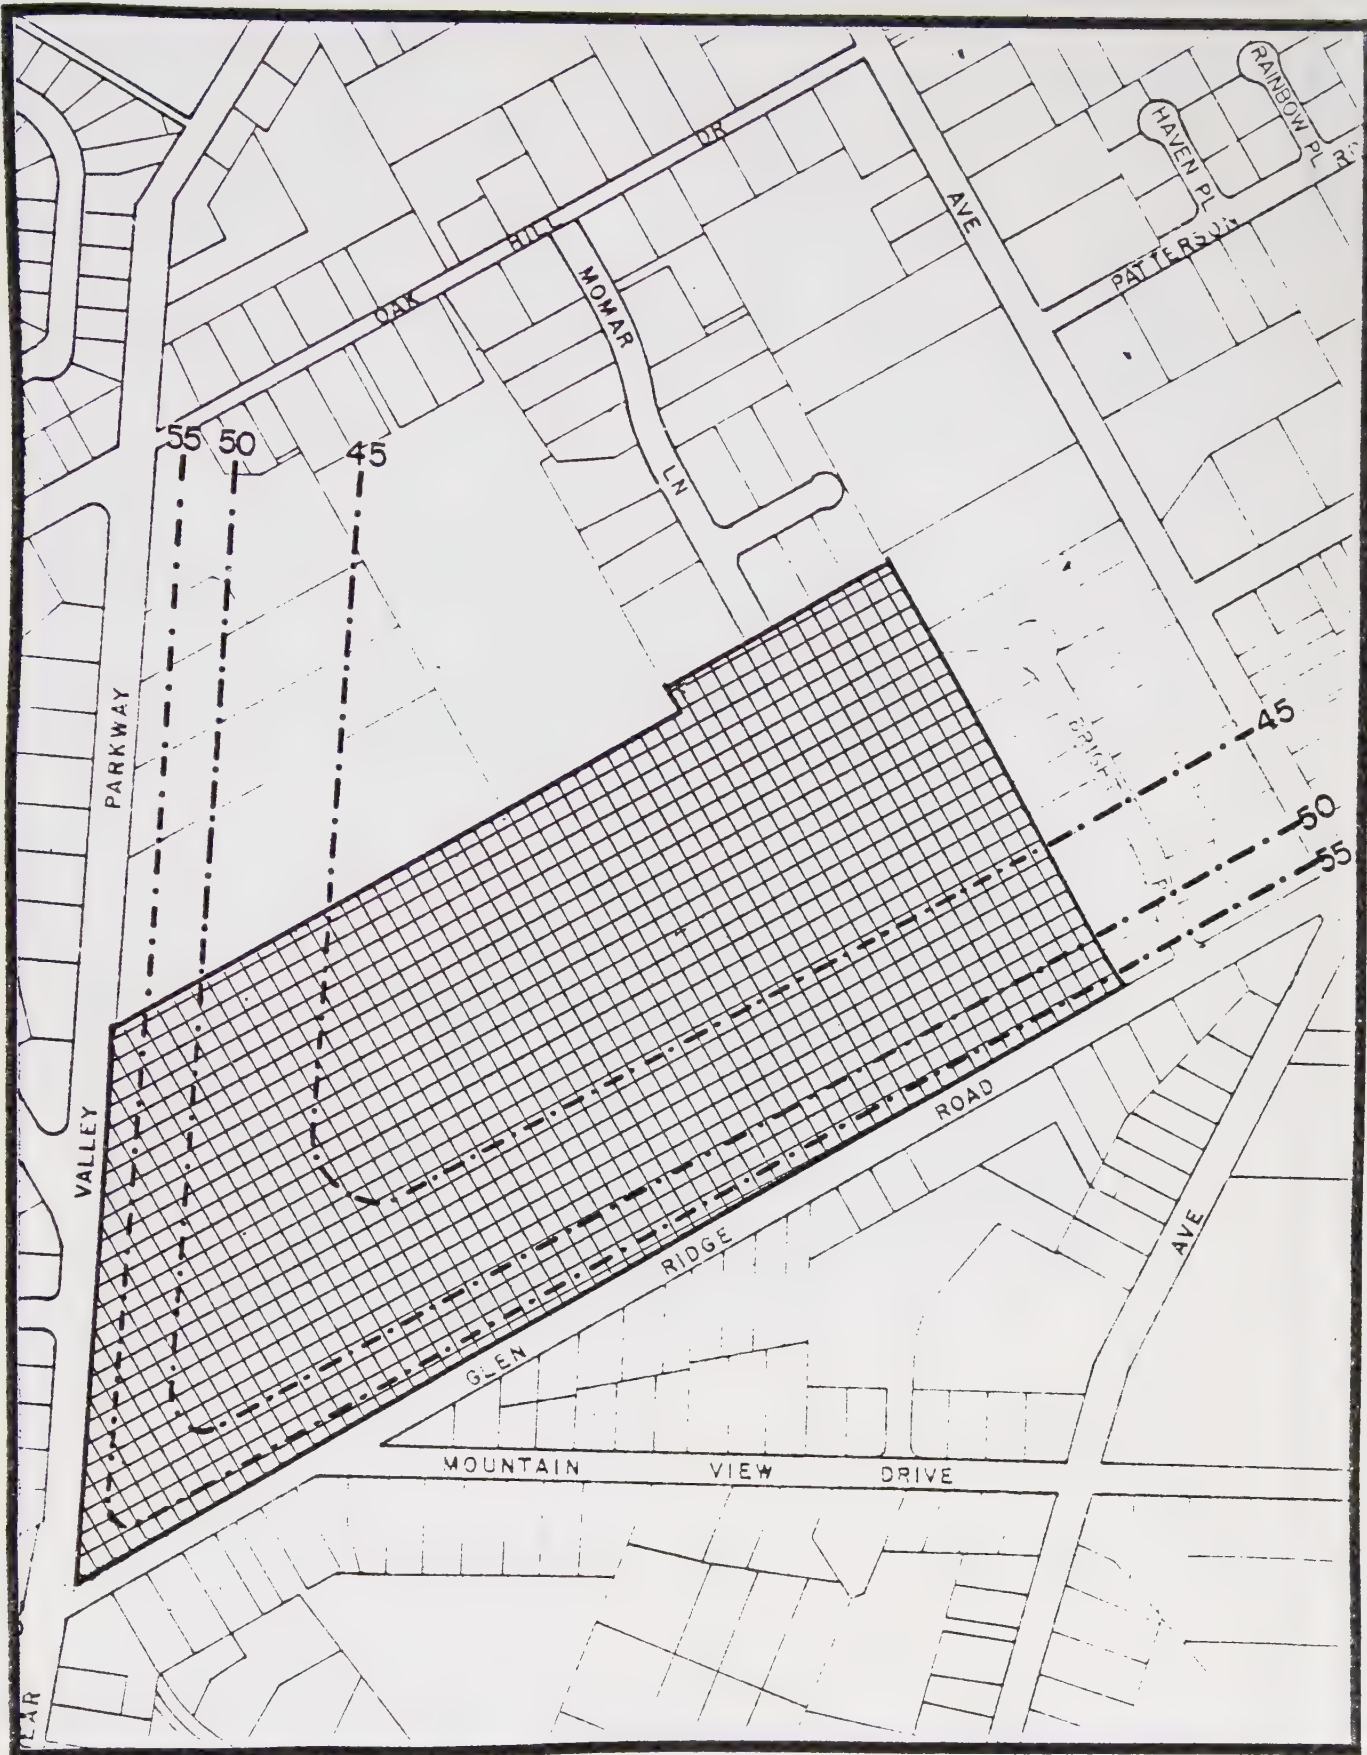 RAINBOW PL
HAVEN PL
PATTERSON
AVE
OAK HILL DR
MOMAR LN
55
50
45
VALLEY PARKWAY
45
50
55
GLEN RIDGE ROAD
AVE
MOUNTAIN VIEW DRIVE